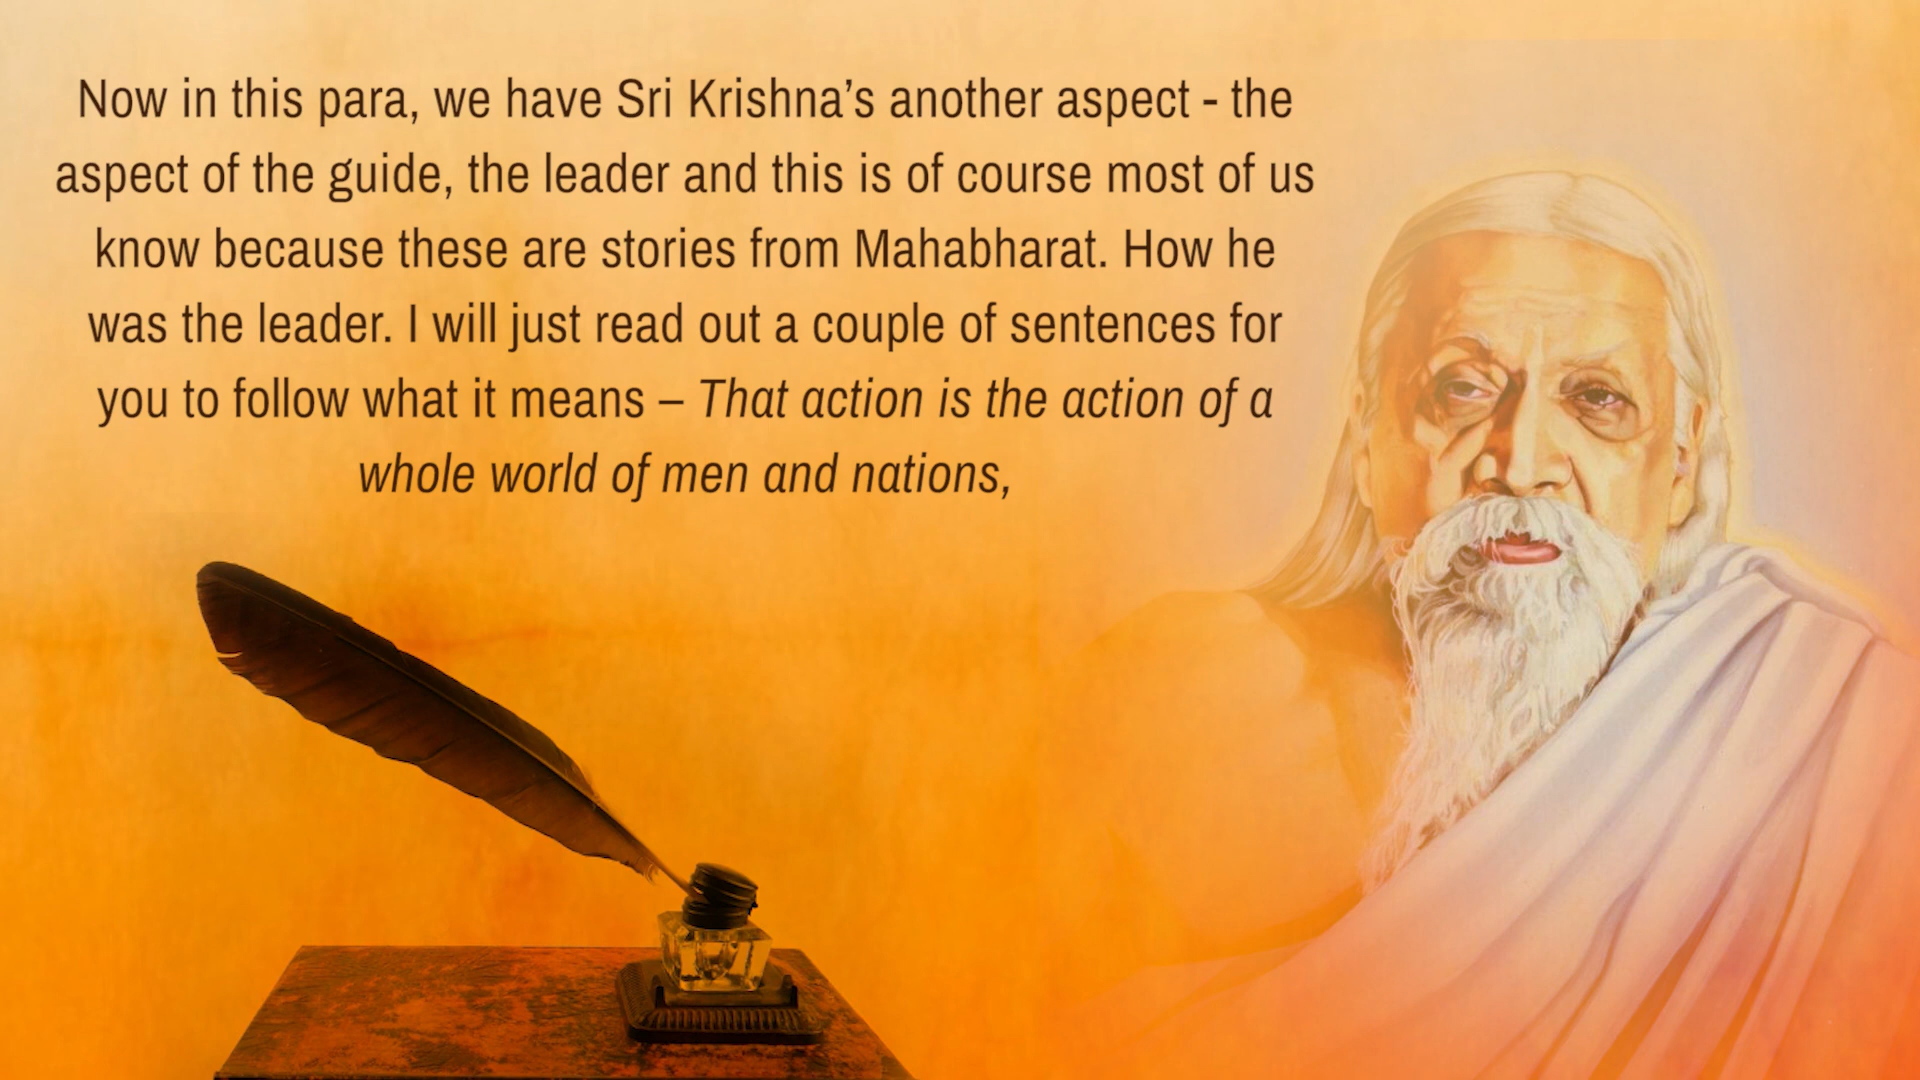 Now in this para, we have Sri Krishna’s another aspect - the
aspect of the guide, the leader and this is of course most of us
know because these are stories from Mahabharat. How he
was the leader. I will just read out a couple of sentences for
you to follow what it means – That action is the action of a
whole world of men and nations,